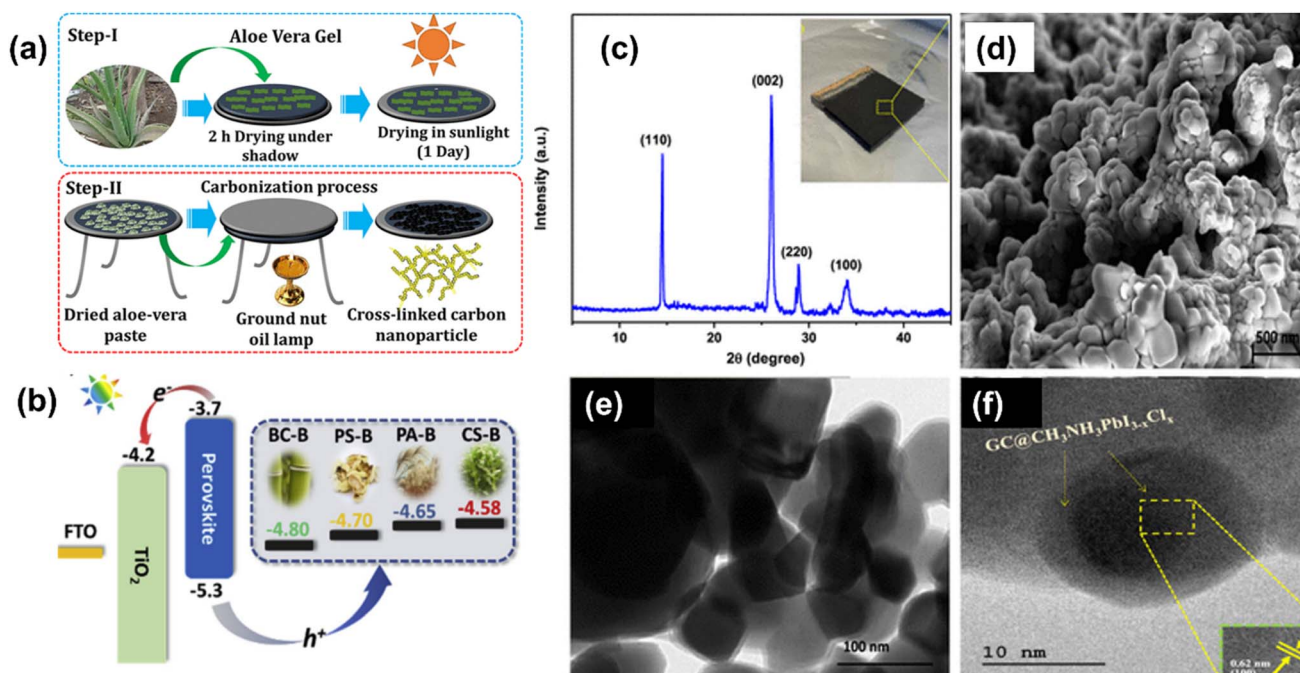 (a)
Step-I
Aloe Vera Gel
2 h Drying under
shadow
Drying in sunlight
(1 Day)
Step-II
Carbonization process
Dried aloe-vera
paste
Ground nut
oil lamp
Cross-linked carbon
nanoparticle
(b)
e-
-3.7
-4.2
FTO
TiO2
Perovskite
-5.3
h+
BC-B
PS-B
PA-B
CS-B
-4.80
-4.70
-4.65
-4.58
(c)
Intensity (a.u.)
(110)
(002)
(220)
(100)
10
20
30
40
2θ (degree)
(d)
500 nm
(e)
100 nm
(f)
GC@CH3NH3PbI3-xClx
10 nm
0.62 nm
(100)